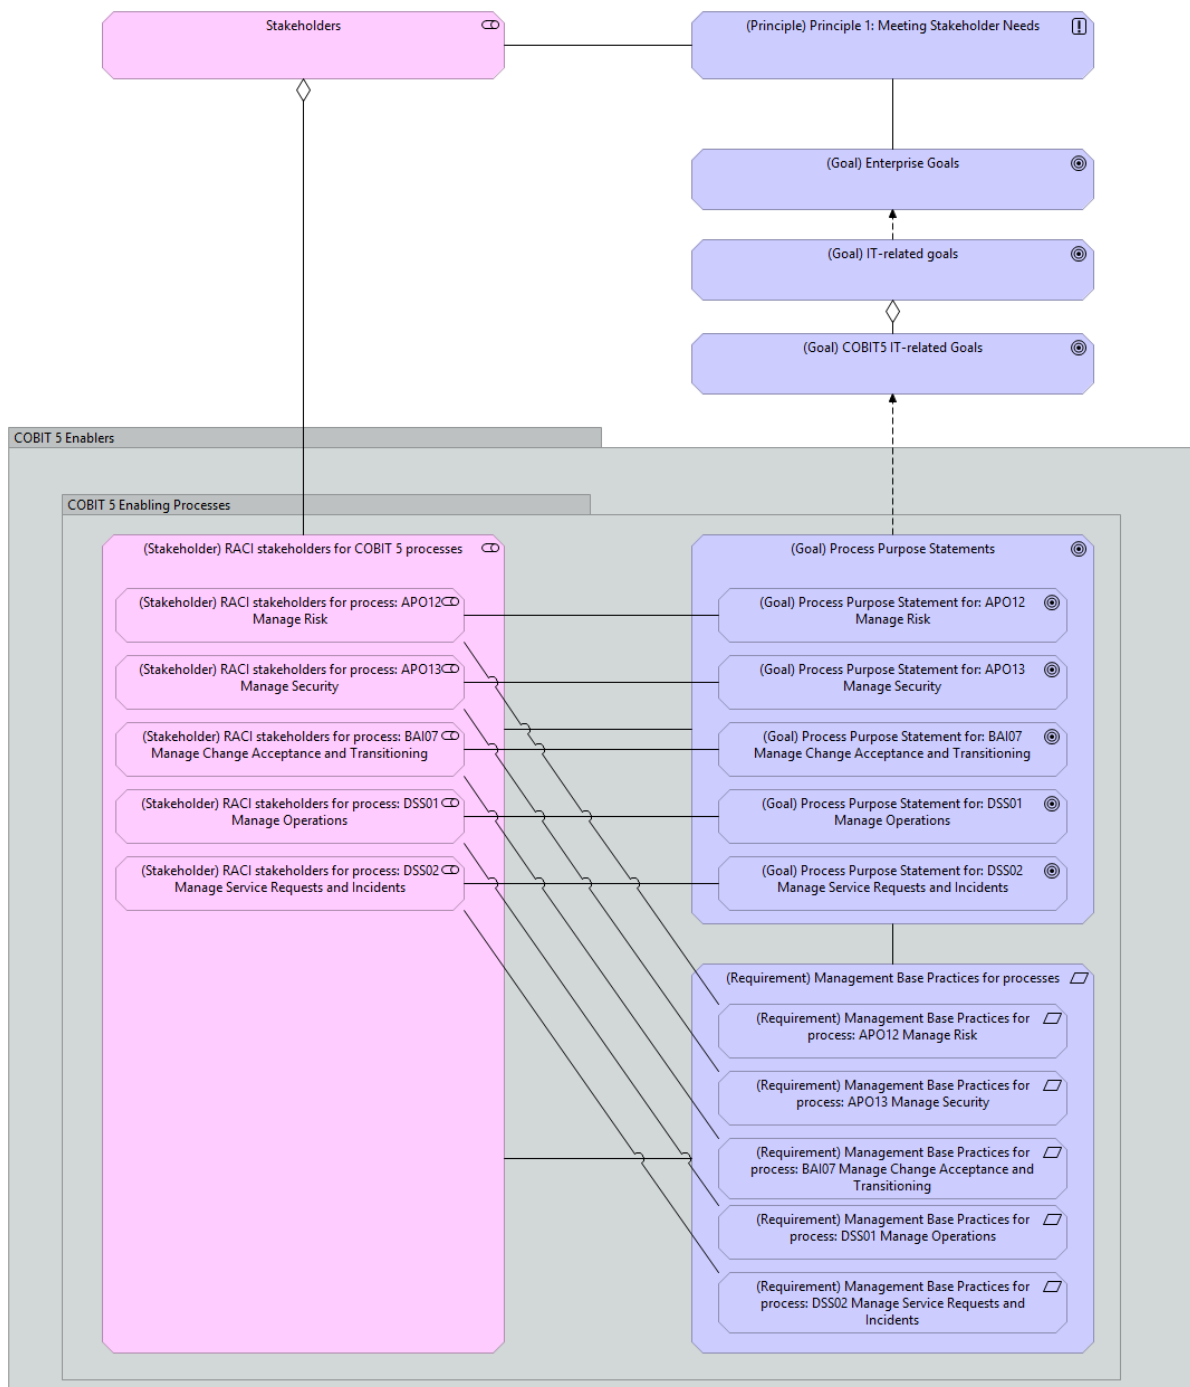 Stakeholders
(Principle) Principle 1: Meeting Stakeholder Needs
(Goal) Enterprise Goals
(Goal) IT-related goals
(Goal) COBIT5 IT-related Goals
COBIT 5 Enablers
COBIT 5 Enabling Processes
(Stakeholder) RACI stakeholders for COBIT 5 processes
(Stakeholder) RACI stakeholders for process: APO12
Manage Risk
(Stakeholder) RACI stakeholders for process: APO13
Manage Security
(Stakeholder) RACI stakeholders for process: BAI07
Manage Change Acceptance and Transitioning
(Stakeholder) RACI stakeholders for process: DSS01
Manage Operations
(Stakeholder) RACI stakeholders for process: DSS02
Manage Service Requests and Incidents
(Goal) Process Purpose Statements
(Goal) Process Purpose Statement for: APO12
Manage Risk
(Goal) Process Purpose Statement for: APO13
Manage Security
(Goal) Process Purpose Statement for: BAI07
Manage Change Acceptance and Transitioning
(Goal) Process Purpose Statement for: DSS01
Manage Operations
(Goal) Process Purpose Statement for: DSS02
Manage Service Requests and Incidents
(Requirement) Management Base Practices for processes
(Requirement) Management Base Practices for
process: APO12 Manage Risk
(Requirement) Management Base Practices for
process: APO13 Manage Security
(Requirement) Management Base Practices for
process: BAI07 Manage Change Acceptance and
Transitioning
(Requirement) Management Base Practices for
process: DSS01 Manage Operations
(Requirement) Management Base Practices for
process: DSS02 Manage Service Requests and
Incidents